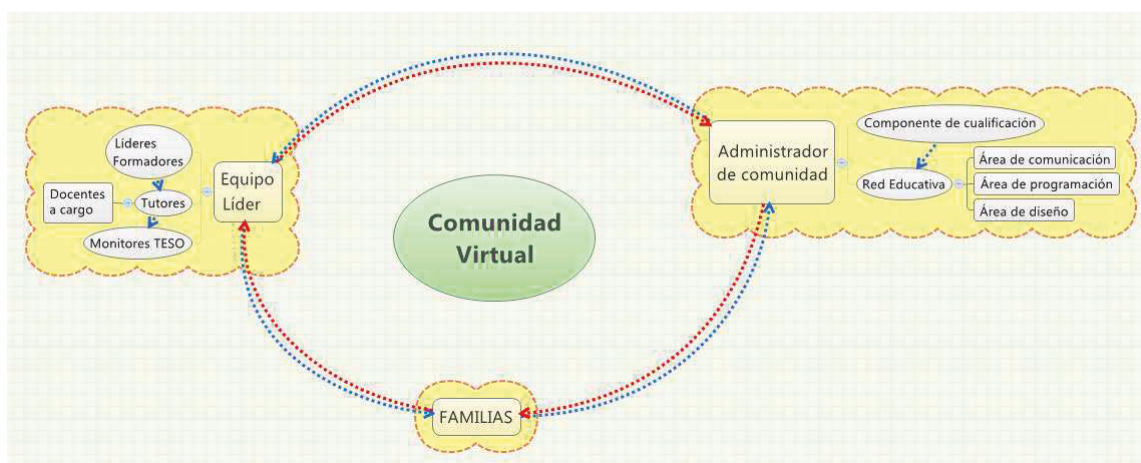 Líderes
Formadores
Docentes
a cargo
Tutores
Monitores TESO
Equipo
Líder
Comunidad
Virtual
Administrador
de comunidad
Componente de cualificación
Red Educativa
Área de comunicación
Área de programación
Área de diseño
FAMILIAS